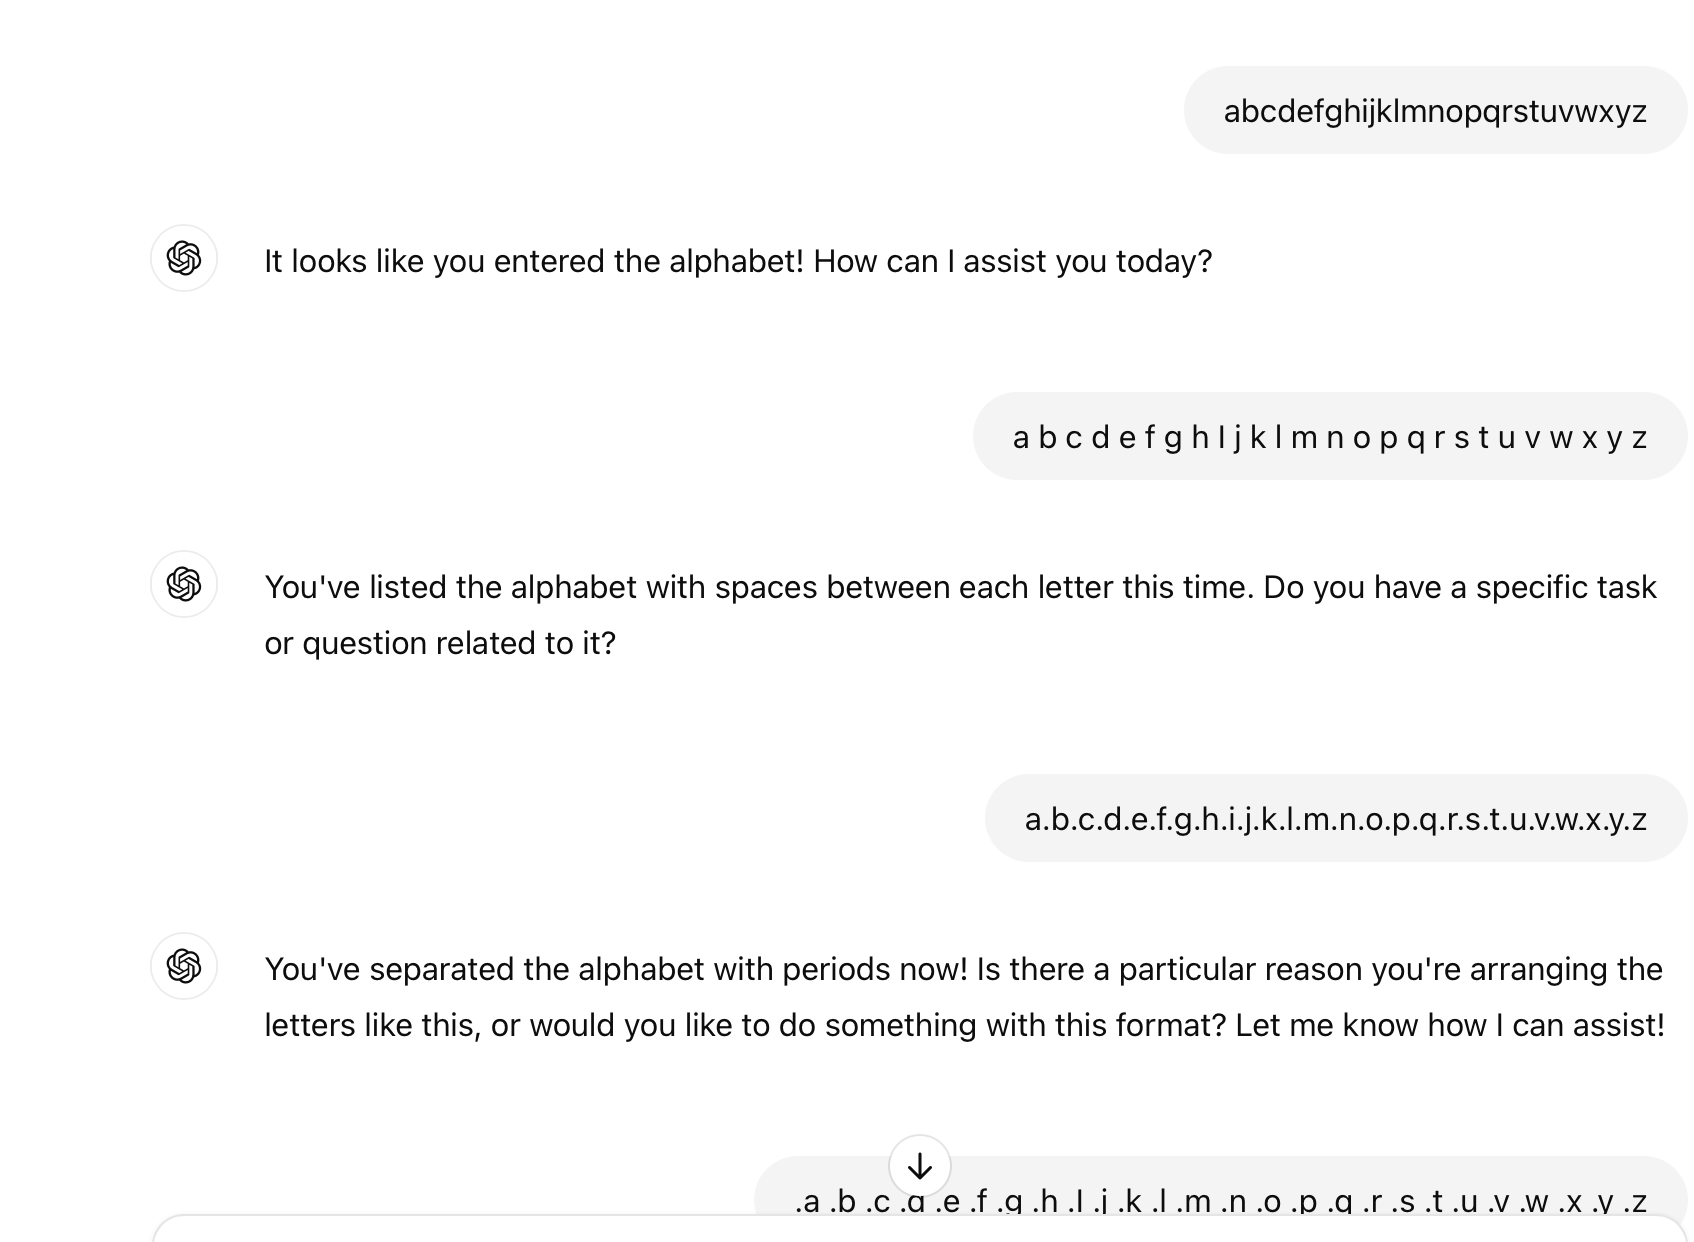 abcdefghijklmnopqrstuvwxyz
It looks like you entered the alphabet! How can I assist you today?
a b c d e f g h I j k l m n o p q r s t u v w x y z
You've listed the alphabet with spaces between each letter this time. Do you have a specific task
or question related to it?
a.b.c.d.e.f.g.h.i.j.k.l.m.n.o.p.q.r.s.t.u.v.w.x.y.z
You've separated the alphabet with periods now! Is there a particular reason you're arranging the
letters like this, or would you like to do something with this format? Let me know how I can assist!
.a .b .c .d .e .f .g .h .I .j .k .l .m .n .o .p .q .r .s .t .u .v .w .x .y .z